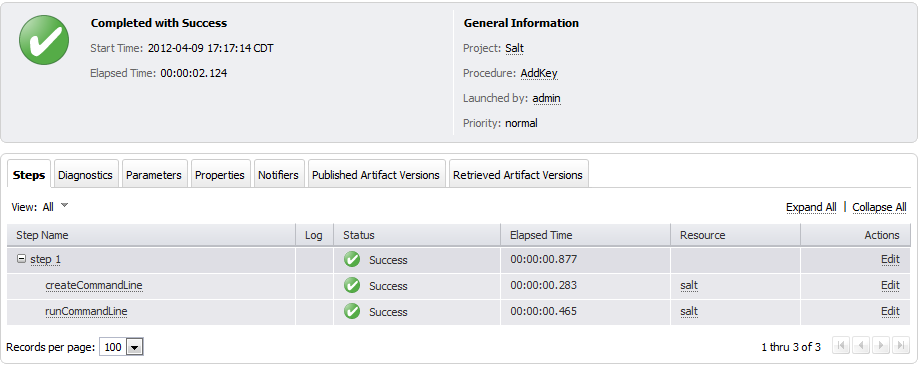 Completed with Success
Start Time: 2012-04-09 17:17:14 CDT
Elapsed Time: 00:00:02.124
General Information
Project: Salt
Procedure: AddKey
Launched by: admin
Priority: normal
Steps Diagnostics Parameters Properties Notifiers Published Artifact Versions Retrieved Artifact Versions
View: All Expand All | Collapse All
Step Name Log Status Elapsed Time Resource Actions
step 1 Success 00:00:00.877 Edit
createCommandLine Success 00:00:00.283 salt Edit
runCommandLine Success 00:00:00.465 salt Edit
Records per page: 100 1 thru 3 of 3